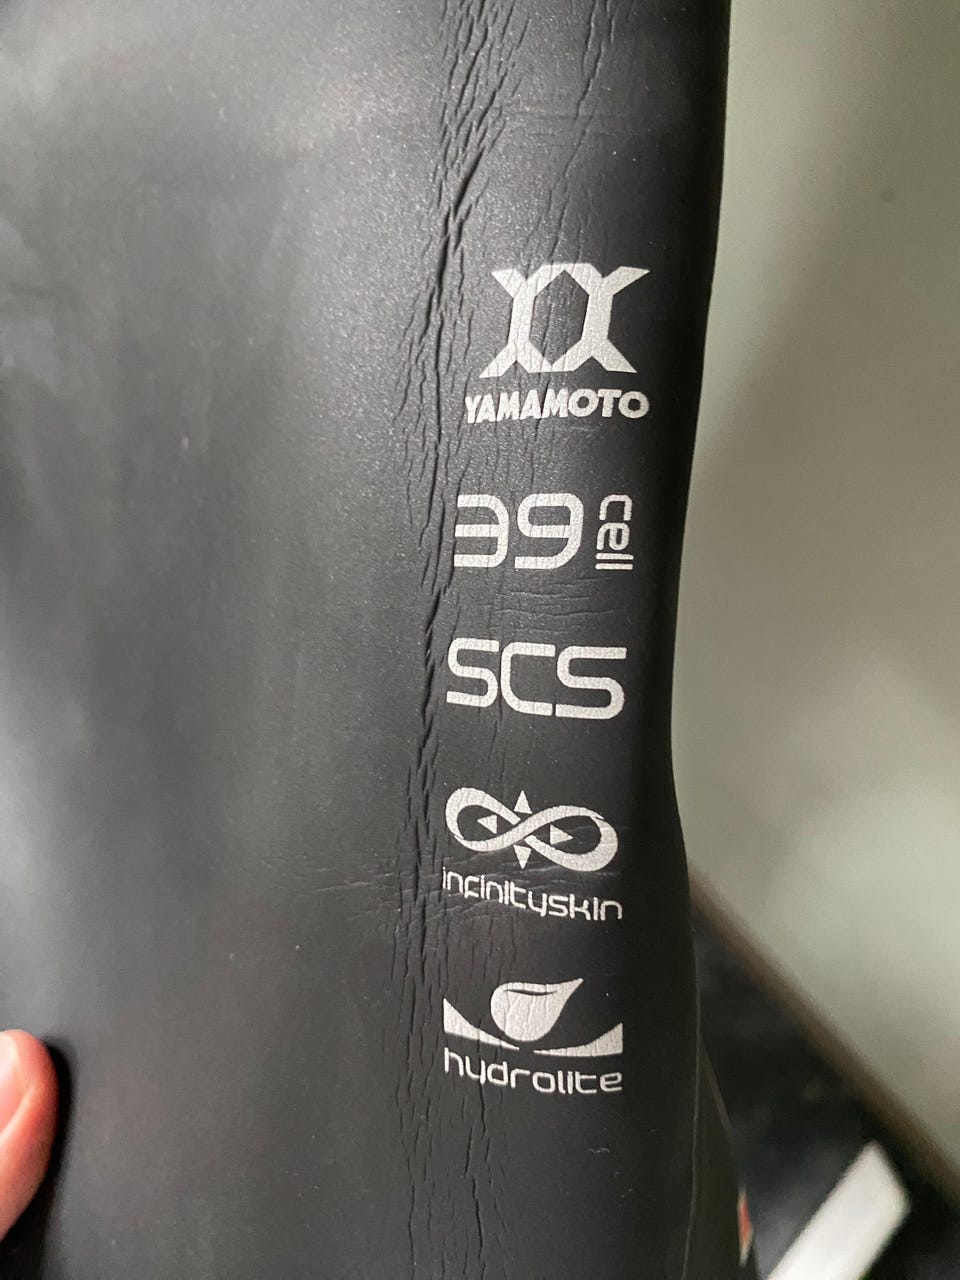 YAMAMOTO
39 cell
SCS
infinityskin
hydrolite